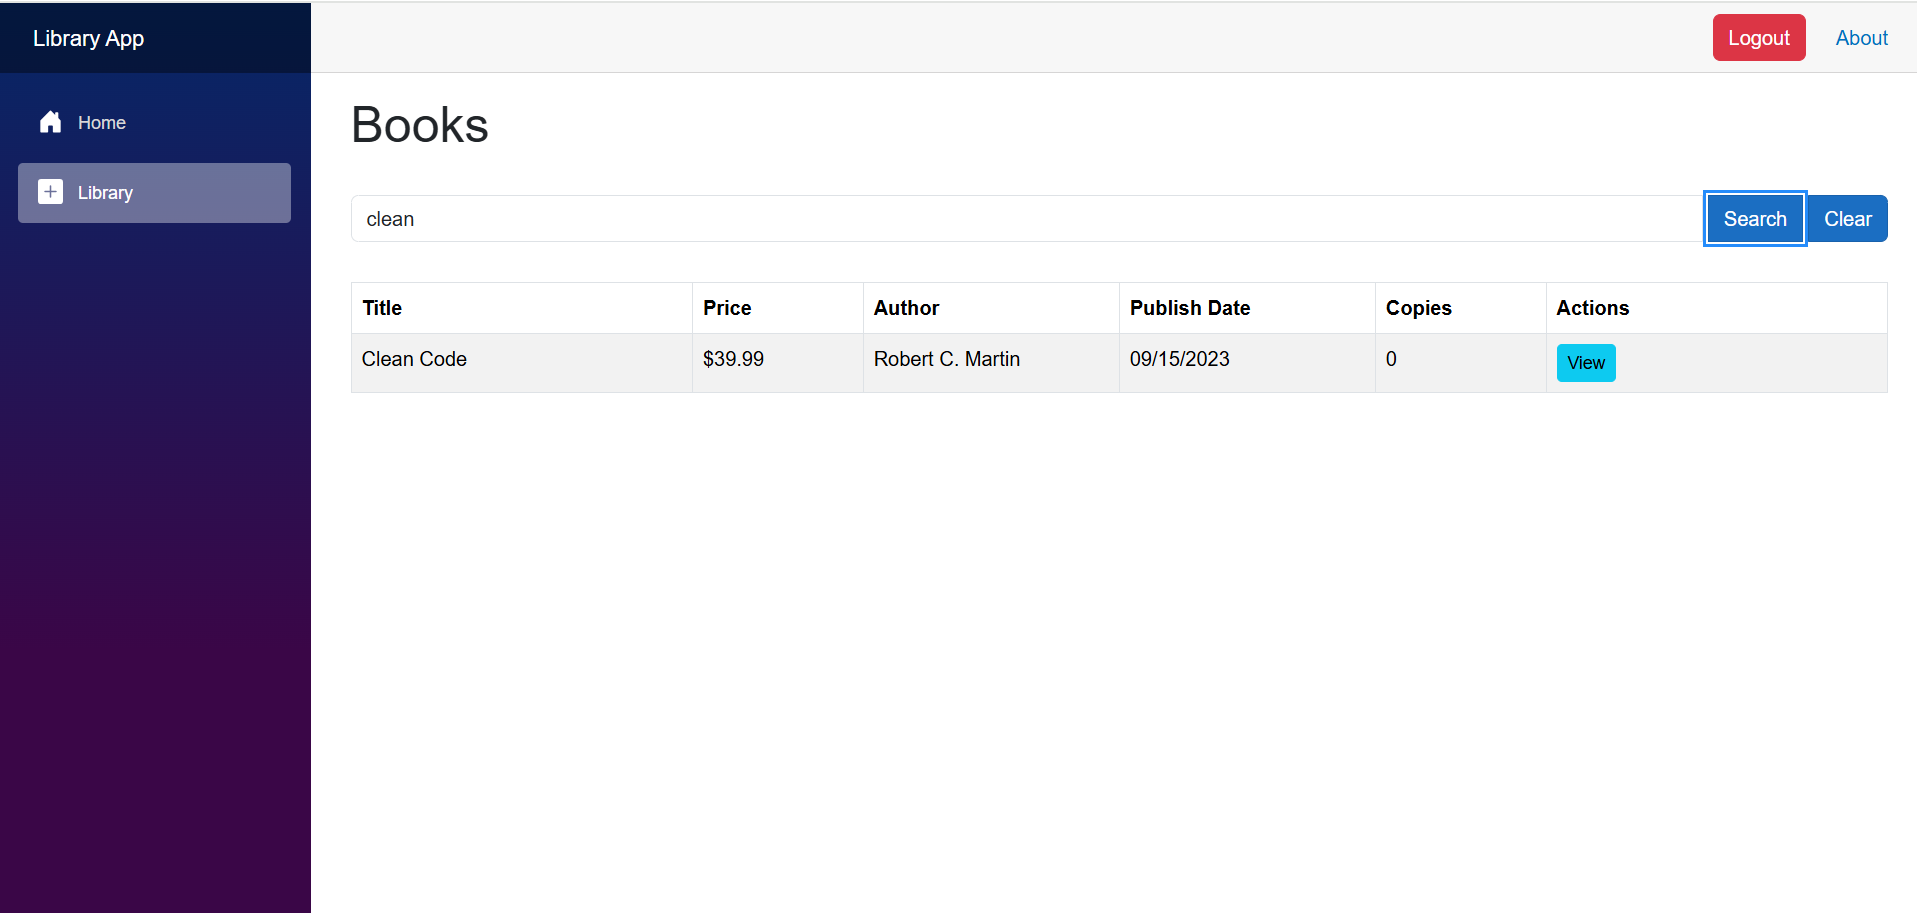 Library App
Logout About
Home
Library
Books
clean
Search Clear
Title Price Author Publish Date Copies Actions
Clean Code $39.99 Robert C. Martin 09/15/2023 0 View